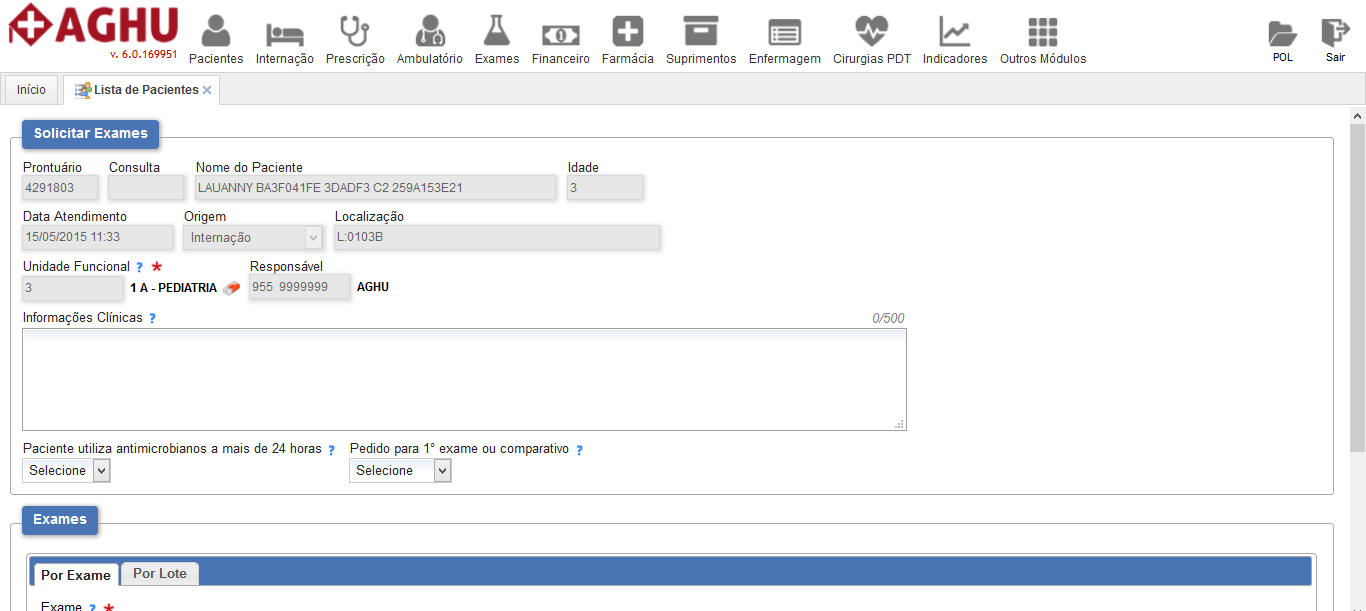 AGHU
v. 6.0.169951
Pacientes Internação Prescrição Ambulatório Exames Financeiro Farmácia Suprimentos Enfermagem Cirurgias PDT Indicadores Outros Módulos POL Sair
Início Lista de Pacientes
Solicitar Exames
Prontuário Consulta Nome do Paciente Idade
4291803 LAUANNY BA3F041FE 3DADF3 C2 259A153E21 3
Data Atendimento Origem Localização
15/05/2015 11:33 Internação L:0103B
Unidade Funcional ? * Responsável
3 1 A - PEDIATRIA 955 9999999 AGHU
Informações Clínicas ? 0/500
Paciente utiliza antimicrobianos a mais de 24 horas ? Pedido para 1° exame ou comparativo ?
Selecione Selecione
Exames
Por Exame Por Lote
Exame ? *